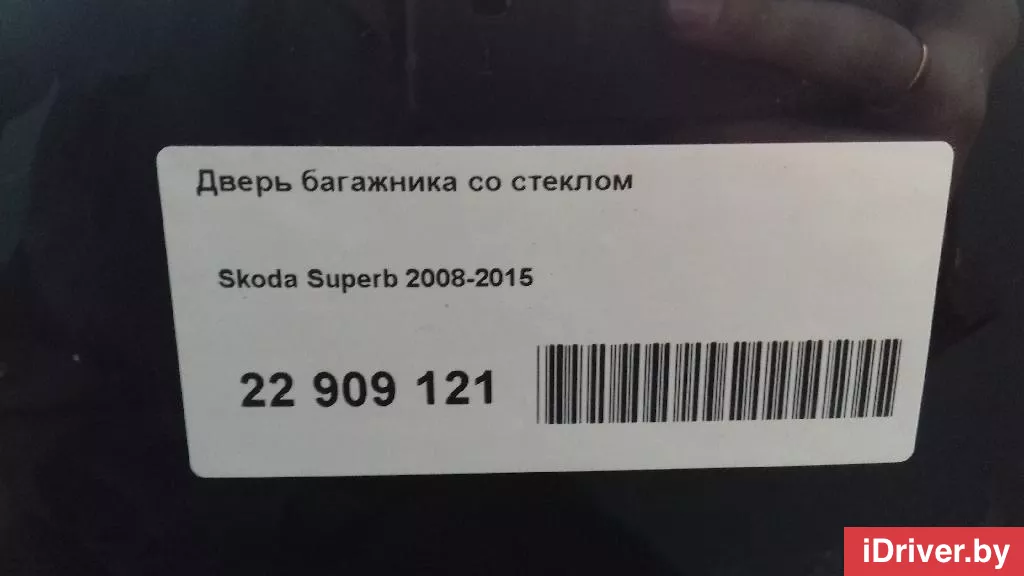 Дверь багажника со стеклом
Skoda Superb 2008-2015
22 909 121
iDriver.by